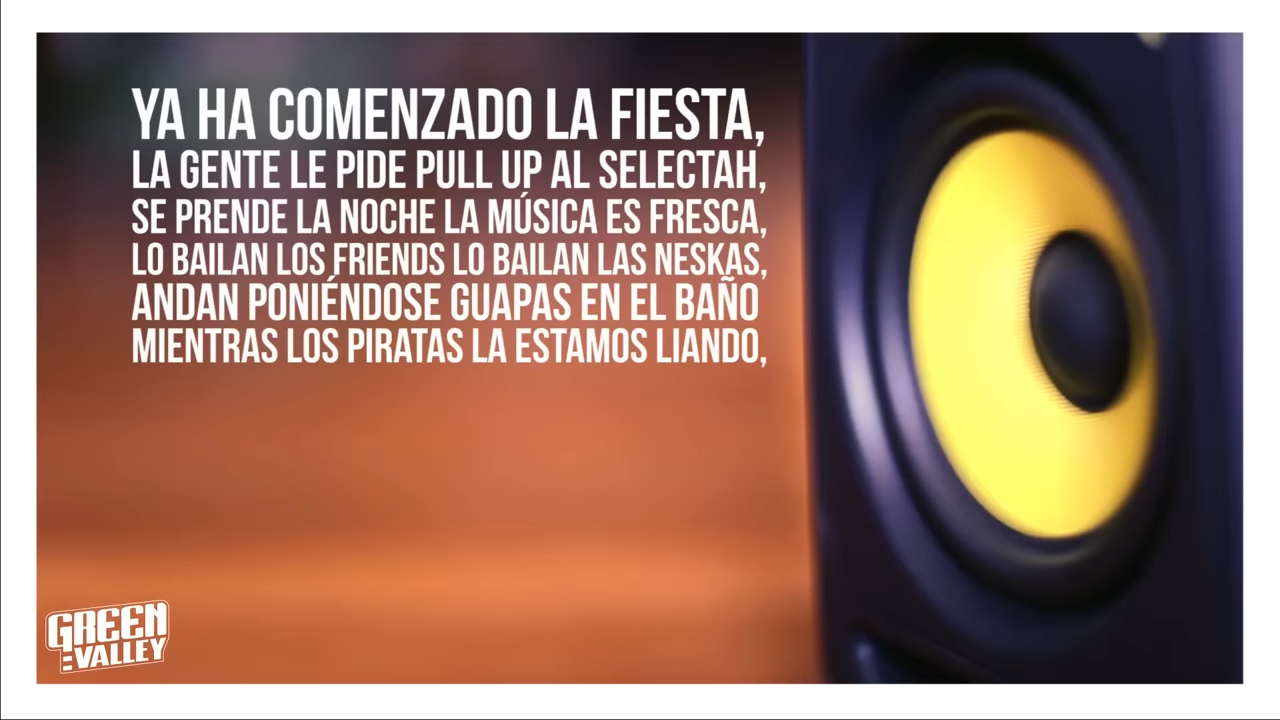 YA HA COMENZADO LA FIESTA,
LA GENTE LE PIDE PULL UP AL SELECTAH,
SE PRENDE LA NOCHE LA MÚSICA ES FRESCA,
LO BAILAN LOS FRIENDS LO BAILAN LAS NESKAS,
ANDAN PONIÉNDOSE GUAPAS EN EL BAÑO
MIENTRAS LOS PIRATAS LA ESTAMOS LIANDO,
GREEN
VALLEY